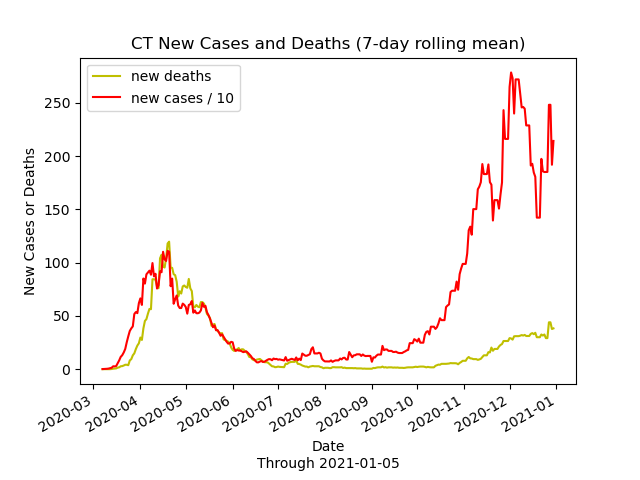 CT New Cases and Deaths (7-day rolling mean)
new deaths
new cases / 10
250
200
150
100
50
0
New Cases or Deaths
2020-03
2020-04
2020-05
2020-06
2020-07
2020-08
2020-09
2020-10
2020-11
2020-12
2021-01
Date
Through 2021-01-05